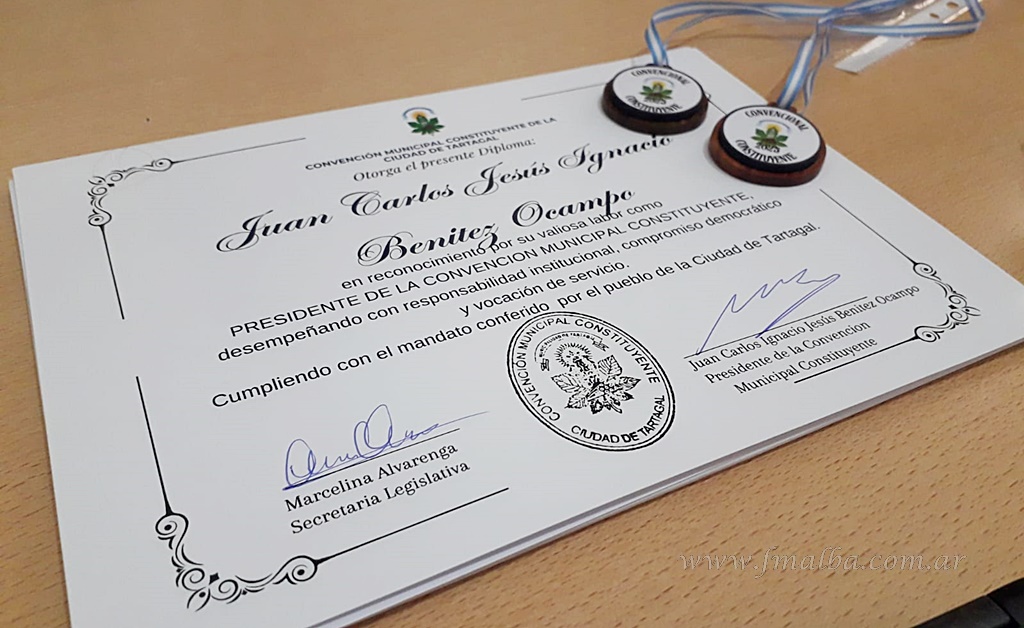 CONVENCIÓN MUNICIPAL CONSTITUYENTE DE LA
CIUDAD DE TARTAGAL
Otorga el presente Diploma:
Juan Carlos Jesús Ignacio
Benitez Ocampo
en reconocimiento por su valiosa labor como
PRESIDENTE DE LA CONVENCION MUNICIPAL CONSTITUYENTE,
desempeñando con responsabilidad institucional, compromiso democrático
y vocación de servicio.
Cumpliendo con el mandato conferido por el pueblo de la Ciudad de Tartagal.
Marcelina Alvarenga
Secretaria Legislativa
CONVENCIÓN MUNICIPAL CONSTITUYENTE
CIUDAD DE TARTAGAL
Juan Carlos Ignacio Jesús Benitez Ocampo
Presidente de la Convencion
Municipal Constituyente
CONVENCIONAL
CONSTITUYENTE
CONVENCIONAL
2025
CONSTITUYENTE
www.fmalba.com.ar